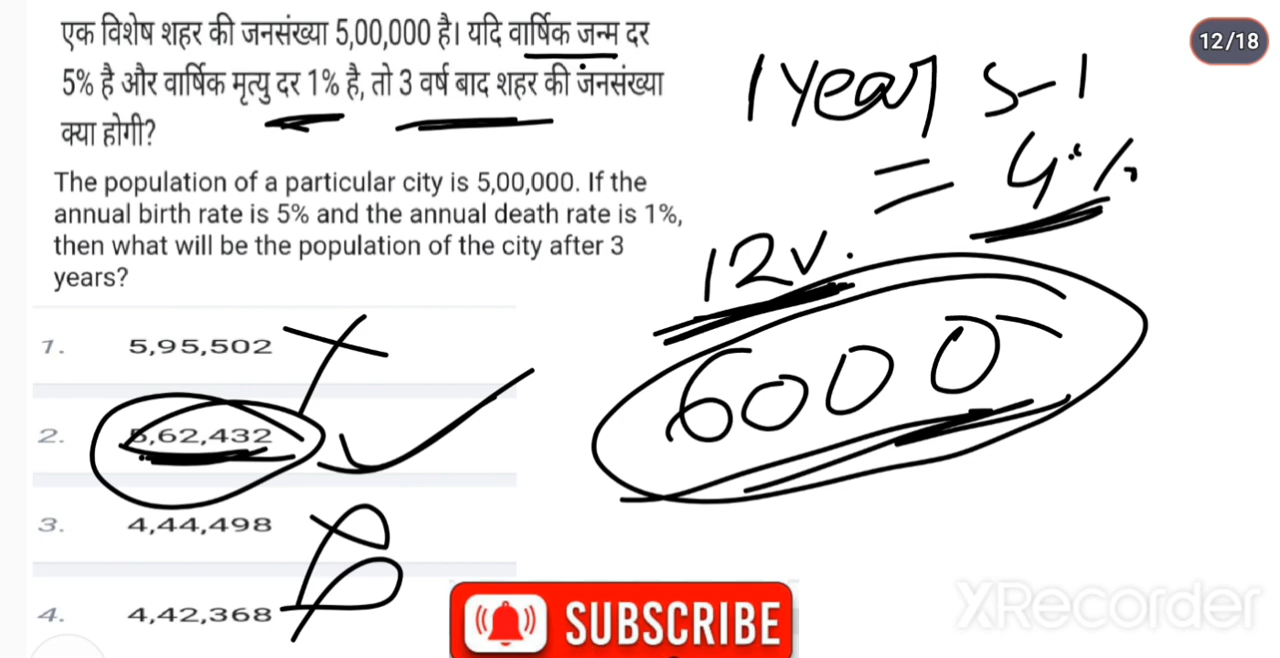 एक विशेष शहर की जनसंख्या 5,00,000 है। यदि वार्षिक जन्म दर
5% है और वार्षिक मृत्यु दर 1% है, तो 3 वर्ष बाद शहर की जनसंख्या
क्या होगी?
The population of a particular city is 5,00,000. If the
annual birth rate is 5% and the annual death rate is 1%,
then what will be the population of the city after 3
years?
1. 5,95,502
2. 5,62,432
3. 4,44,498
4. 4,42,368
12/18
1 year 5-1
= 4%
12%
6000
SUBSCRIBE
XRecorder